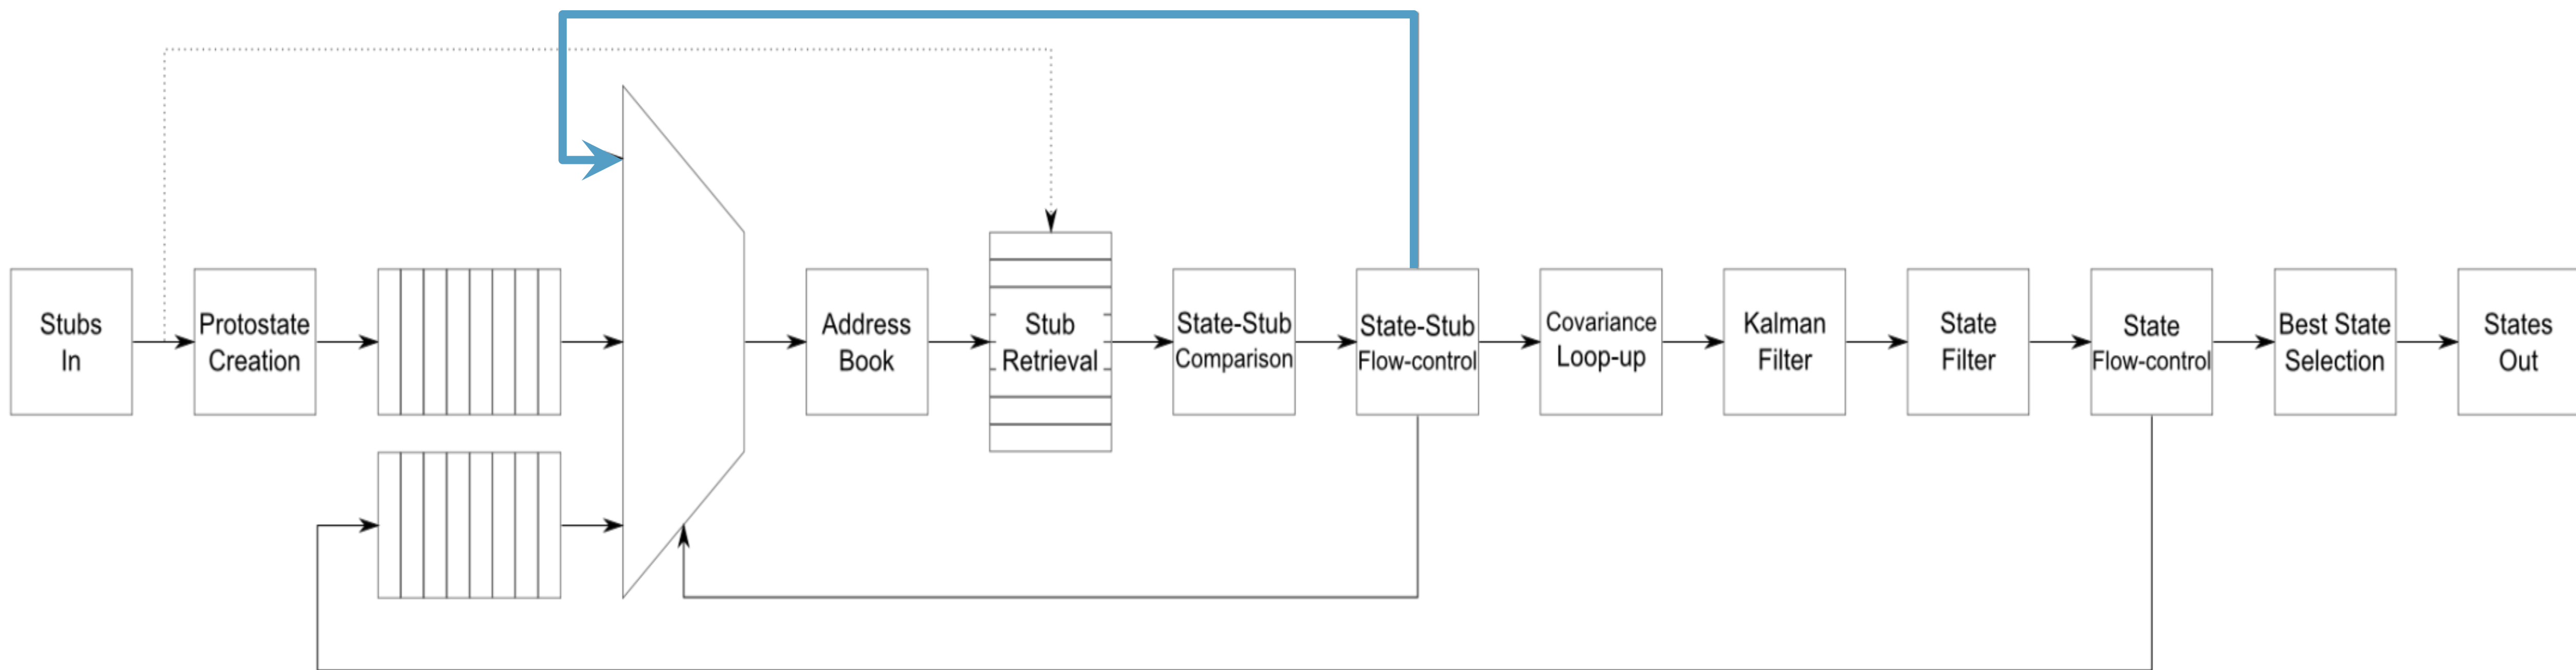 Stubs
In
Protostate
Creation
Address
Book
Stub
Retrieval
State-Stub
Comparison
State-Stub
Flow-control
Covariance
Loop-up
Kalman
Filter
State
Filter
State
Flow-control
Best State
Selection
States
Out